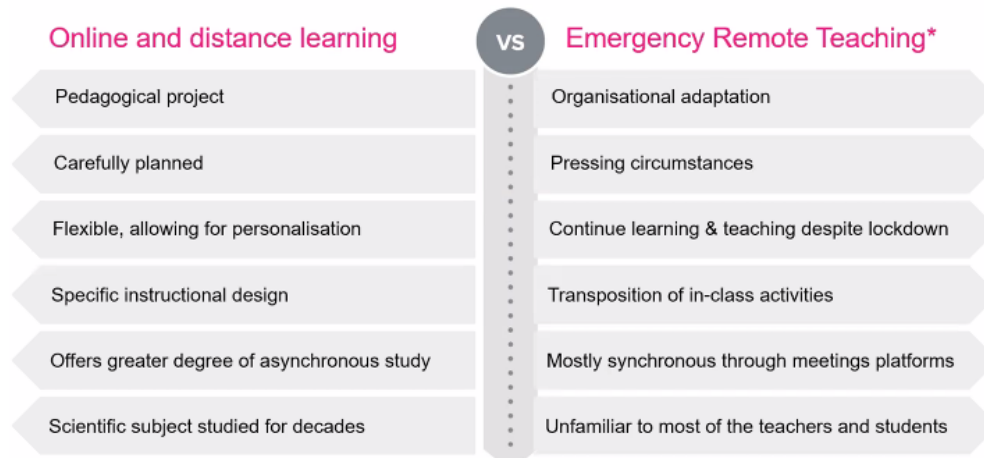 Online and distance learning
VS
Emergency Remote Teaching*
Pedagogical project
Organisational adaptation
Carefully planned
Pressing circumstances
Flexible, allowing for personalisation
Continue learning & teaching despite lockdown
Specific instructional design
Transposition of in-class activities
Offers greater degree of asynchronous study
Mostly synchronous through meetings platforms
Scientific subject studied for decades
Unfamiliar to most of the teachers and students